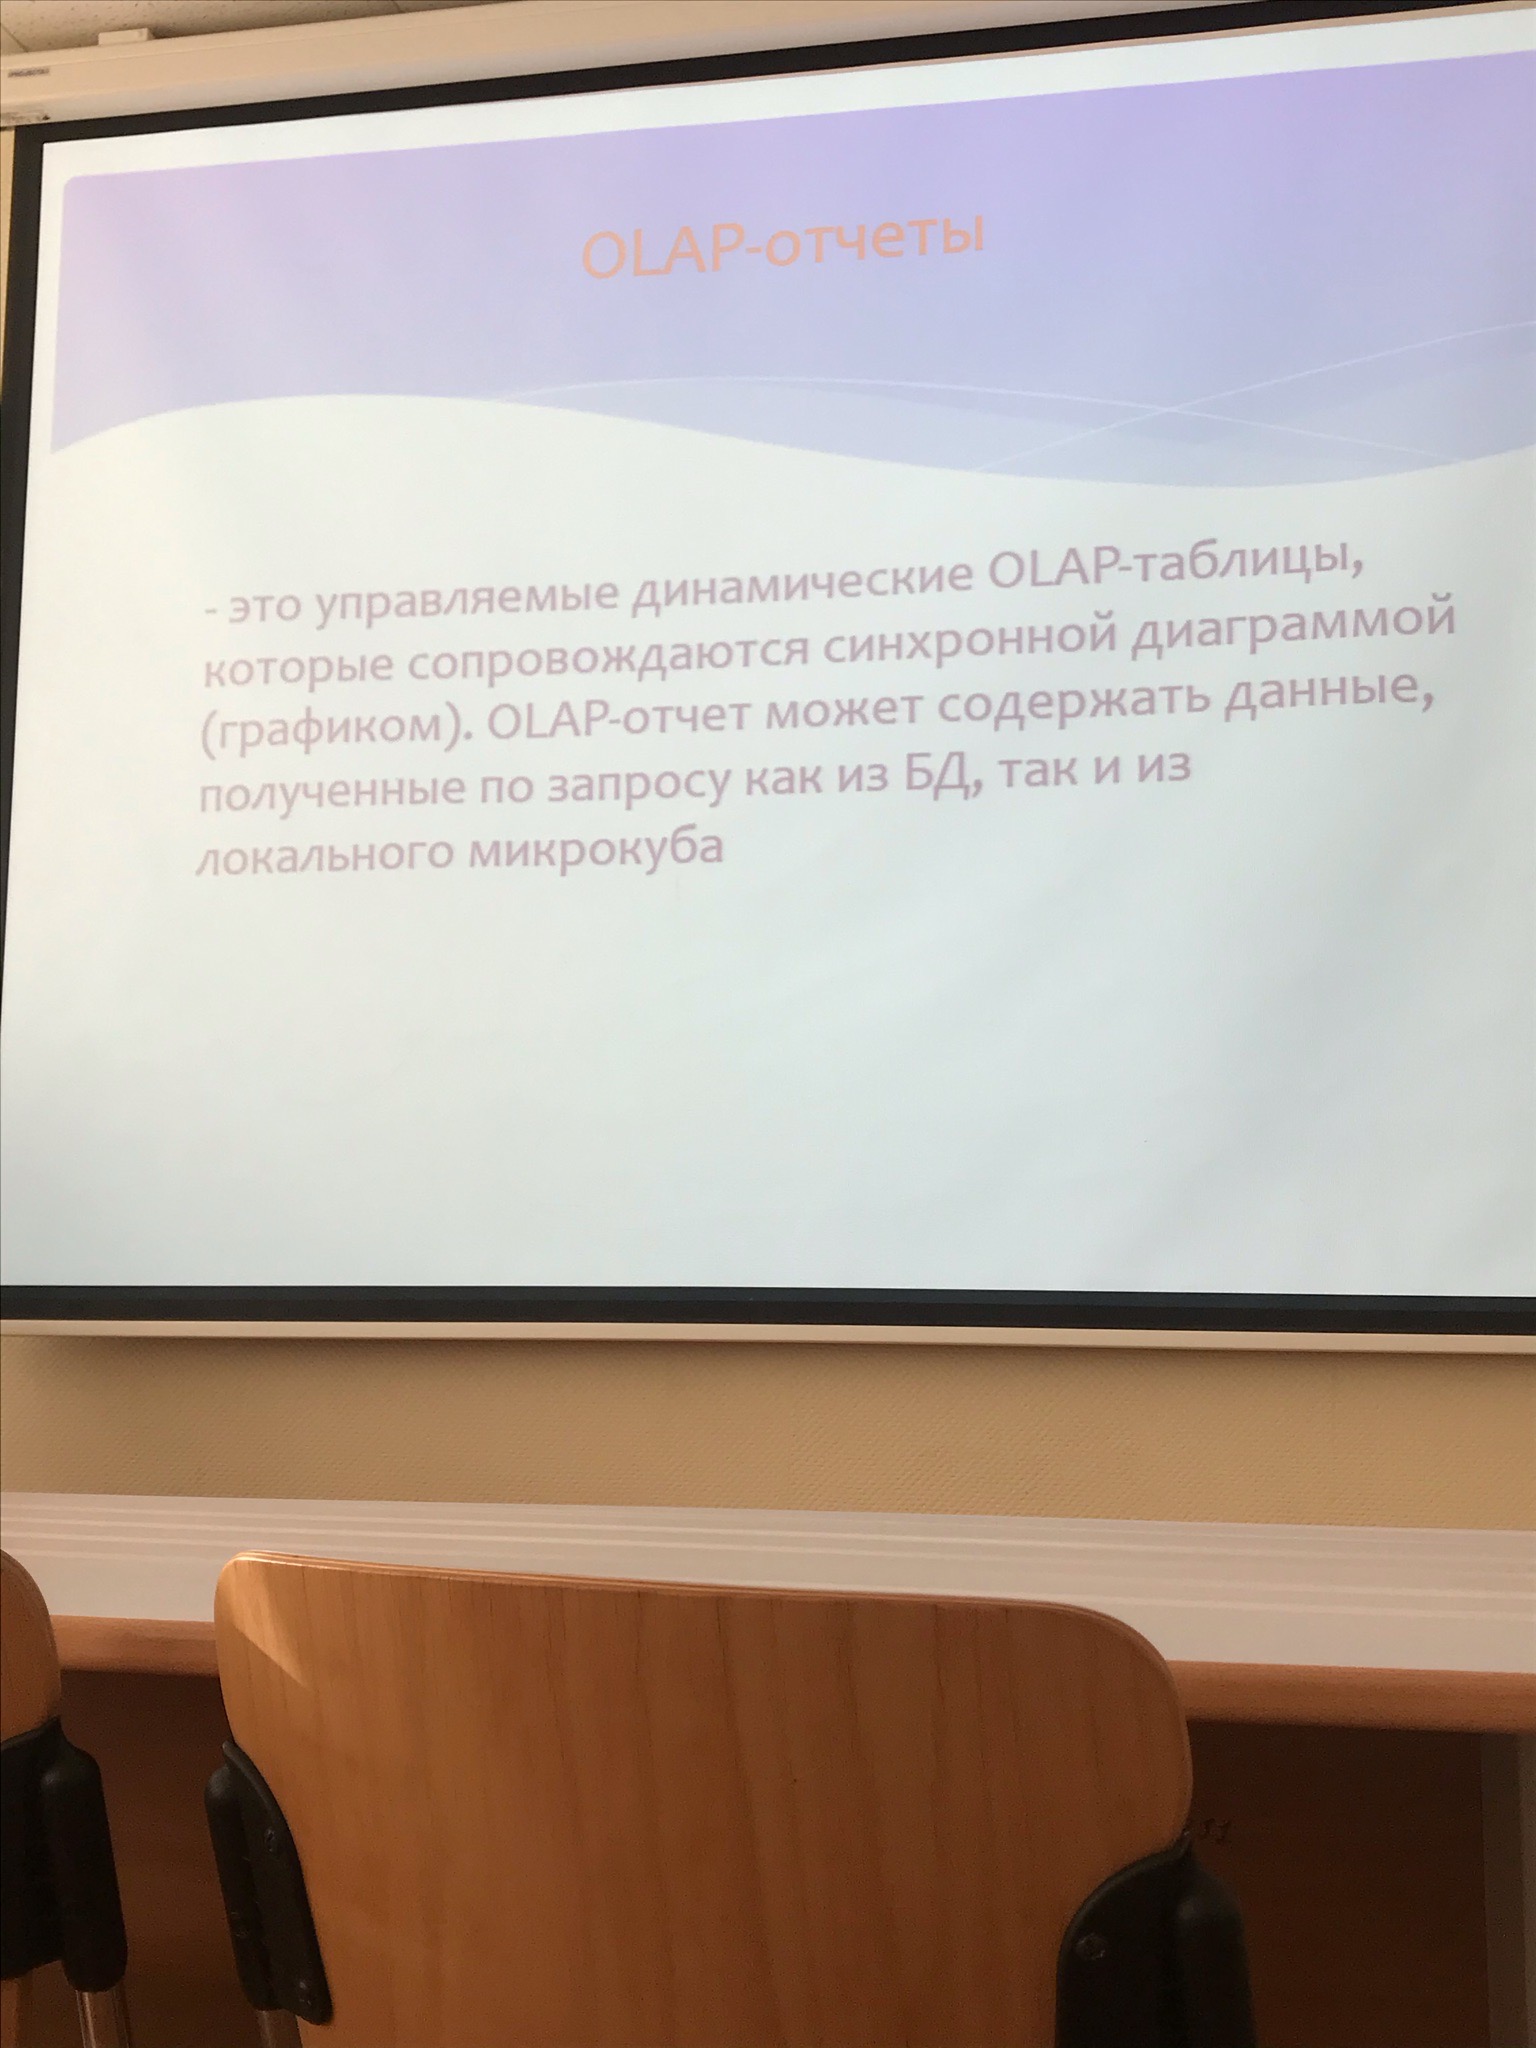 OLAP-отчеты
- это управляемые динамические OLAP-таблицы,
которые сопровождаются синхронной диаграммой
(графиком). OLAP-отчет может содержать данные,
полученные по запросу как из БД, так и из
локального микрокуба